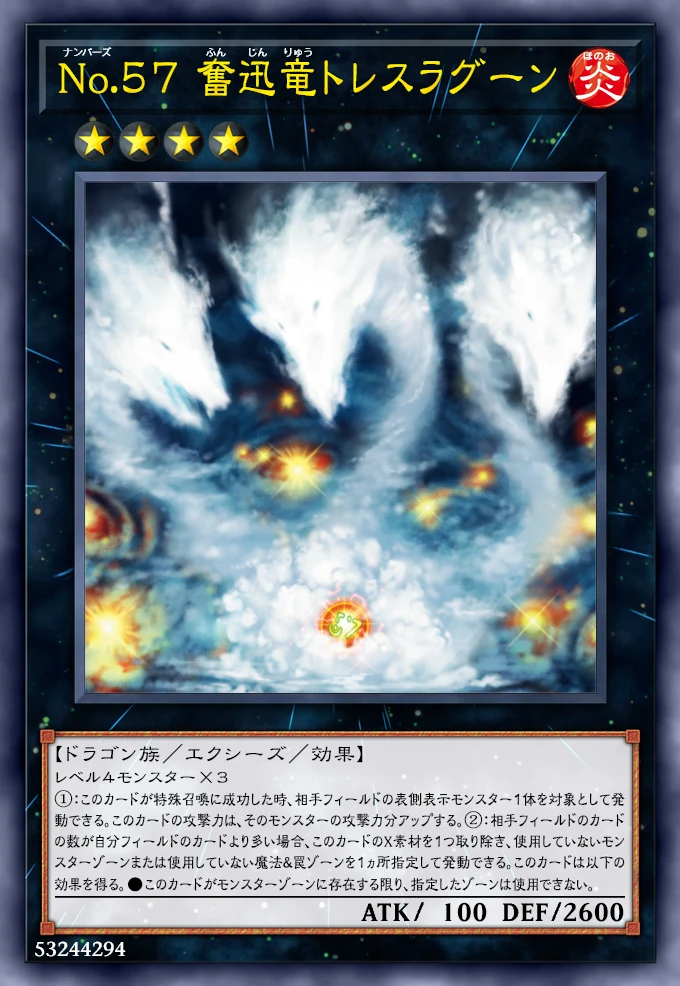 ナンバーズ ふん じん りゅう
No.57 奮迅竜トレスラグーン
ほのお
炎
57
【ドラゴン族／エクシーズ／効果】
レベル４モンスター×３
①：このカードが特殊召喚に成功した時、相手フィールドの表側表示モンスター１体を対象として発
動できる。このカードの攻撃力は、そのモンスターの攻撃力分アップする。②：相手フィールドのカード
の数が自分フィールドのカードより多い場合、このカードのX素材を１つ取り除き、使用していないモン
スターゾーンまたは使用していない魔法&罠ゾーンを１ヵ所指定して発動できる。このカードは以下の
効果を得る。●このカードがモンスターゾーンに存在する限り、指定したゾーンは使用できない。
ATK/ 100 DEF/2600
53244294